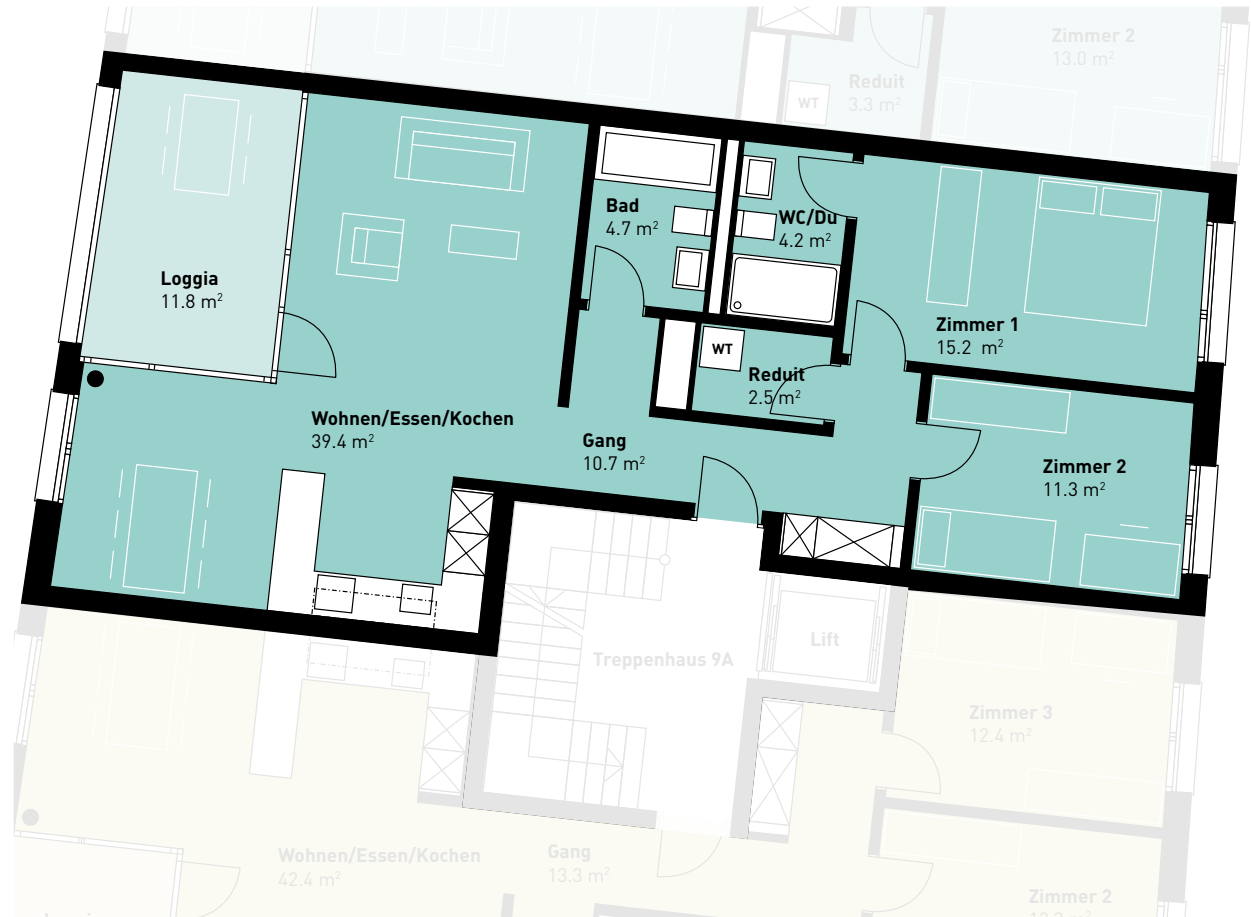 Zimmer 2
13.0 m²
Reduit
3.3 m²
WT
Bad
4.7 m²
WC/Du
4.2 m²
Loggia
11.8 m²
Zimmer 1
15.2 m²
WT
Reduit
2.5 m²
Wohnen/Essen/Kochen
39.4 m²
Gang
10.7 m²
Zimmer 2
11.3 m²
Treppenhaus 9A
Lift
Zimmer 3
12.4 m²
Wohnen/Essen/Kochen
42.4 m²
Gang
13.3 m²
Zimmer 2